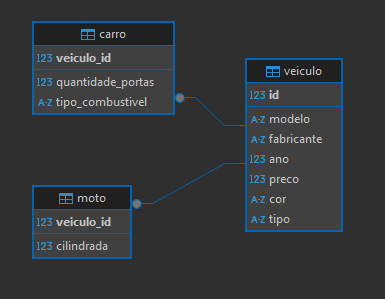 carro
123 veiculo_id
123 quantidade_portas
A-Z tipo_combustivel
veiculo
123 id
A-Z modelo
A-Z fabricante
123 ano
123 preco
A-Z cor
A-Z tipo
moto
123 veiculo_id
123 cilindrada